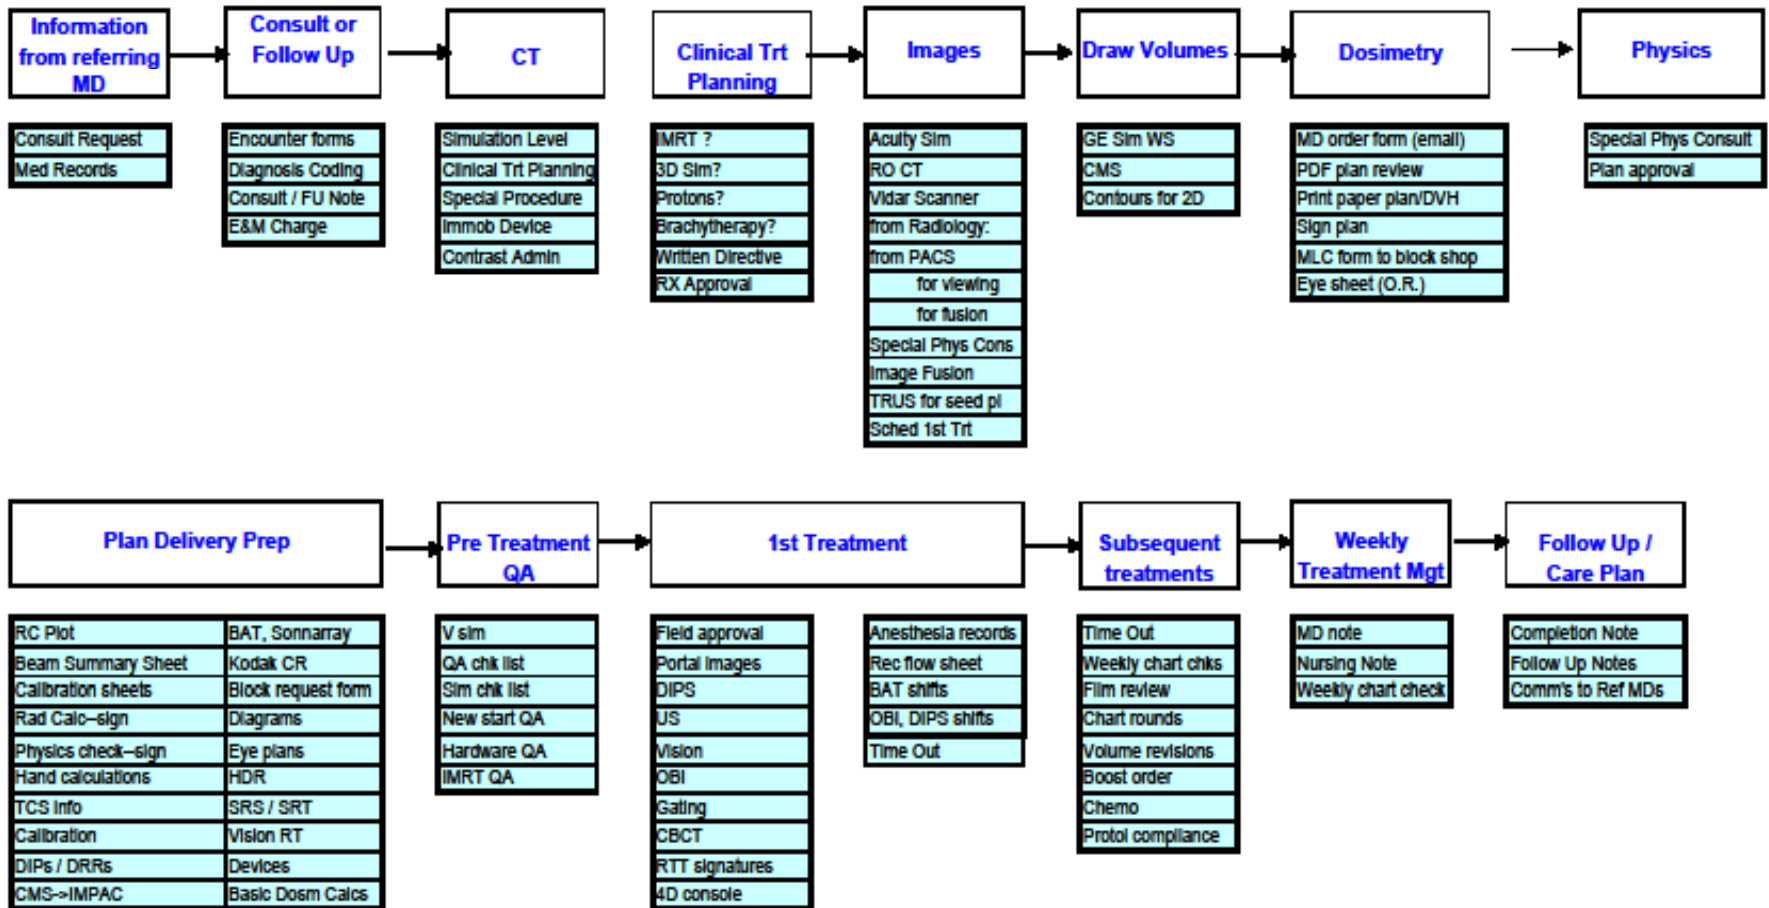 Information
from referring
MD
Consult or
Follow Up
CT
Clinical Trt
Planning
Images
Draw Volumes
Dosimetry
Physics
Consult Request
Med Records
Encounter forms
Diagnosis Coding
Consult / FU Note
E&M Charge
Simulation Level
Clinical Trt Planning
Special Procedure
Immob Device
Contrast Admin
IMRT ?
3D Sim?
Protons?
Brachytherapy?
Written Directive
RX Approval
Acuity Sim
RO CT
Vidar Scanner
from Radiology:
from PACS
for viewing
for fusion
Special Phys Cons
Image Fusion
TRUS for seed pl
Sched 1st Trt
GE Sim WS
CMS
Contours for 2D
MD order form (email)
PDF plan review
Print paper plan/DVH
Sign plan
MLC form to block shop
Eye sheet (O.R.)
Special Phys Consult
Plan approval
Plan Delivery Prep
Pre Treatment
QA
1st Treatment
Subsequent
treatments
Weekly
Treatment Mgt
Follow Up /
Care Plan
RC Plot
Beam Summary Sheet
Calibration sheets
Rad Calc--sign
Physics check--sign
Hand calculations
TCS info
Calibration
DIPs / DRRs
CMS->IMPAC
BAT, Sonnarray
Kodak CR
Block request form
Diagrams
Eye plans
HDR
SRS / SRT
Vision RT
Devices
Basic Dosm Calcs
V sim
QA chk list
Sim chk list
New start QA
Hardware QA
IMRT QA
Field approval
Portal Images
DIPS
US
Vision
OBI
Gating
CBCT
RTT signatures
4D console
Anesthesia records
Rec flow sheet
BAT shifts
OBI, DIPS shifts
Time Out
Time Out
Weekly chart chks
Film review
Chart rounds
Volume revisions
Boost order
Chemo
Protol compliance
MD note
Nursing Note
Weekly chart check
Completion Note
Follow Up Notes
Comm's to Ref MDs